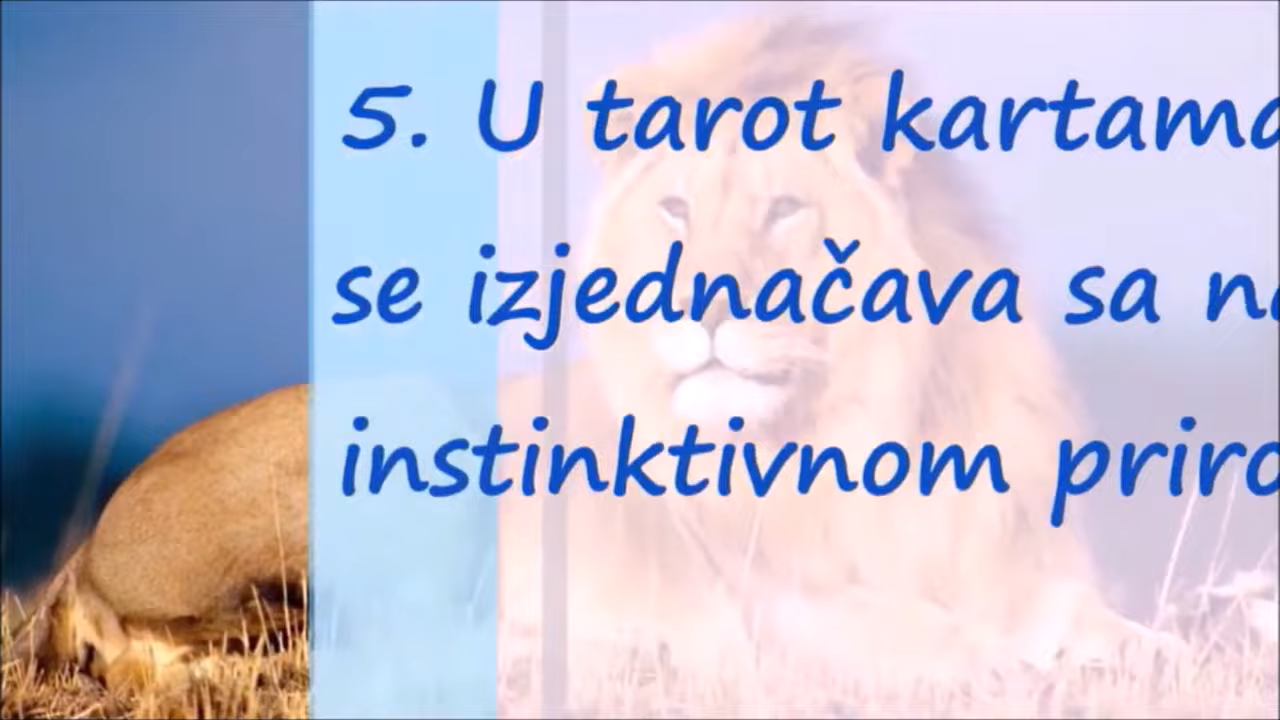 5. U tarot kartama
se izjednačava sa
instinktivnom